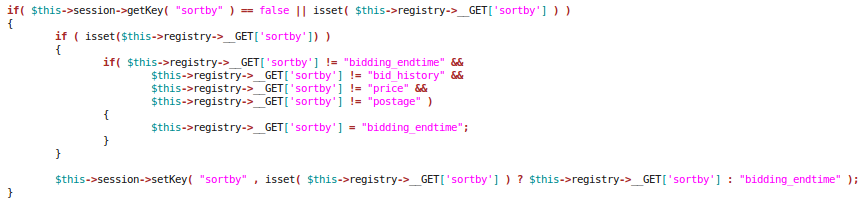 if( $this->session->getKey( "sortby" ) == false || isset( $this->registry->__GET['sortby'] ) )
{
if ( isset($this->registry->__GET['sortby']) )
{
if( $this->registry->__GET['sortby'] != "bidding_endtime" &&
$this->registry->__GET['sortby'] != "bid_history" &&
$this->registry->__GET['sortby'] != "price" &&
$this->registry->__GET['sortby'] != "postage" )
{
$this->registry->__GET['sortby'] = "bidding_endtime";
}
}
$this->session->setKey( "sortby" , isset( $this->registry->__GET['sortby'] ) ? $this->registry->__GET['sortby'] : "bidding_endtime" );
}